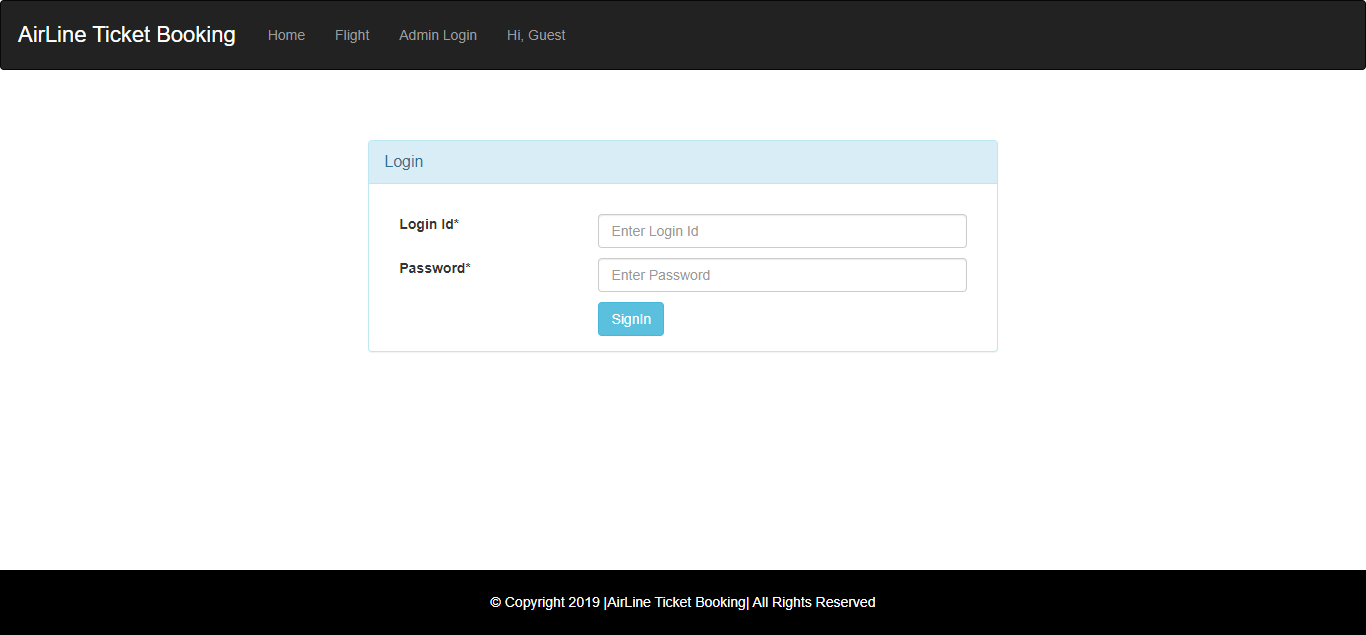 AirLine Ticket Booking Home Flight Admin Login Hi, Guest
Login
Login Id* Enter Login Id
Password* Enter Password
SignIn
© Copyright 2019 |AirLine Ticket Booking| All Rights Reserved